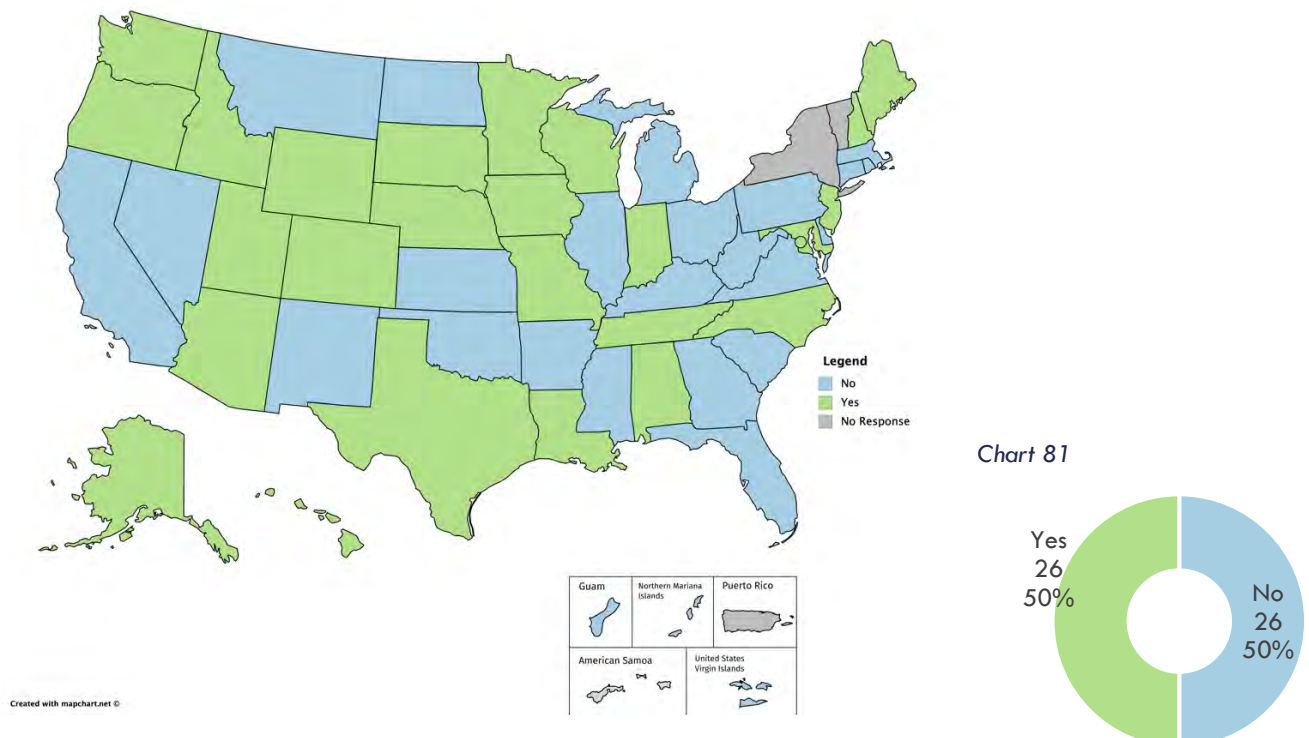 Legend
No
Yes
No Response
Chart 81
Yes
26
50%
No
26
50%
Guam
Northern Mariana
Islands
Puerto Rico
American Samoa
United States
Virgin Islands
Created with mapchart.net ©